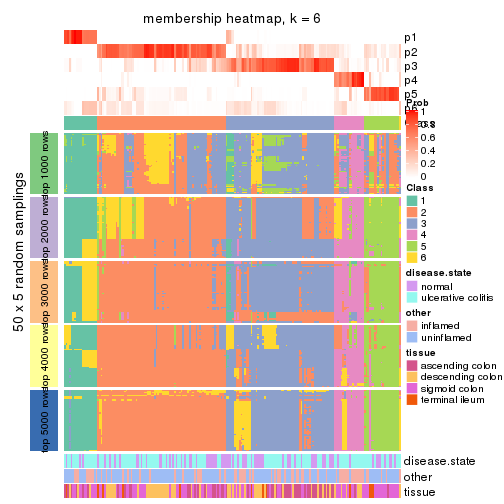 membership heatmap, k = 6
p1
p2
p3
p4
p5
p6
Prob
1
0.8
0.6
0.4
0.2
0
Class
1
2
3
4
5
6
disease.state
normal
ulcerative colitis
other
inflamed
uninflamed
tissue
ascending colon
descending colon
sigmoid colon
terminal ileum
50 x 5 random samplings
top 1000 rows
top 2000 rows
top 3000 rows
top 4000 rows
top 5000 rows
disease.state
other
tissue